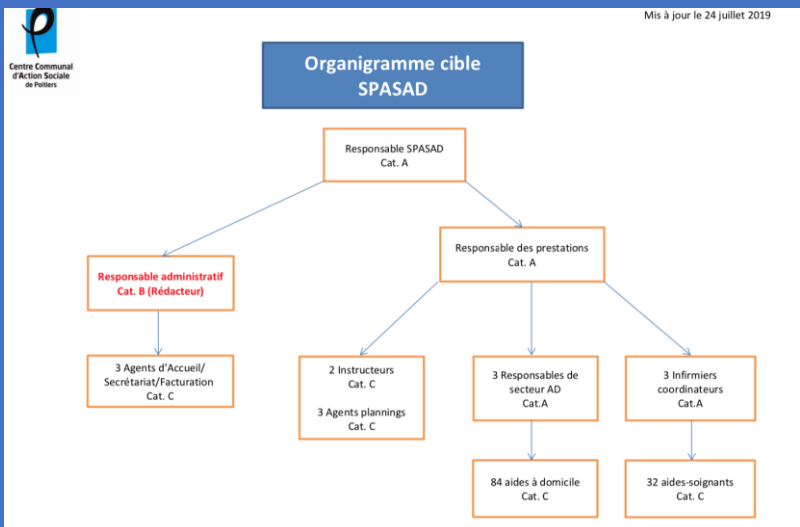 Mis à jour le 24 juillet 2019
Centre Communal
d'Action Sociale
de Poitiers
Organigramme cible
SPASAD
Responsable SPASAD
Cat. A
Responsable administratif
Cat. B (Rédacteur)
Responsable des prestations
Cat. A
3 Agents d'Accueil/
Secrétariat/Facturation
Cat. C
2 Instructeurs
Cat. C
3 Agents plannings
Cat. C
3 Responsables de
secteur AD
Cat.A
3 Infirmiers
coordinateurs
Cat.A
84 aides à domicile
Cat. C
32 aides-soignants
Cat. C